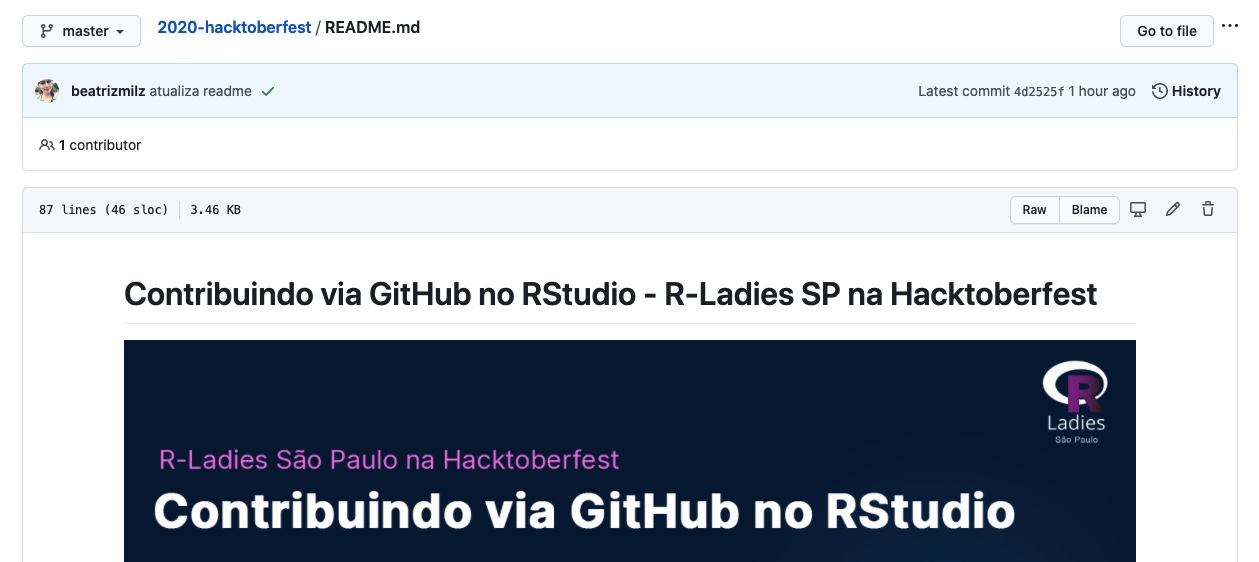 master 2020-hacktoberfest / README.md Go to file ...
beatrizmilz atualiza readme Latest commit 4d2525f 1 hour ago History
1 contributor
87 lines (46 sloc) 3.46 KB Raw Blame
Contribuindo via GitHub no RStudio - R-Ladies SP na Hacktoberfest
R
Ladies
São Paulo
R-Ladies São Paulo na Hacktoberfest
Contribuindo via GitHub no RStudio